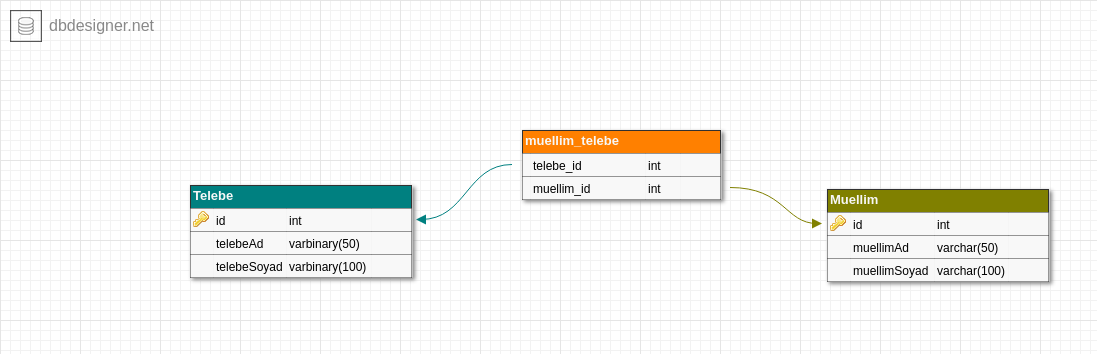 dbdesigner.net
muellim_telebe
telebe_id int
muellim_id int
Telebe
id int
telebeAd varbinary(50)
telebeSoyad varbinary(100)
Muellim
id int
muellimAd varchar(50)
muellimSoyad varchar(100)